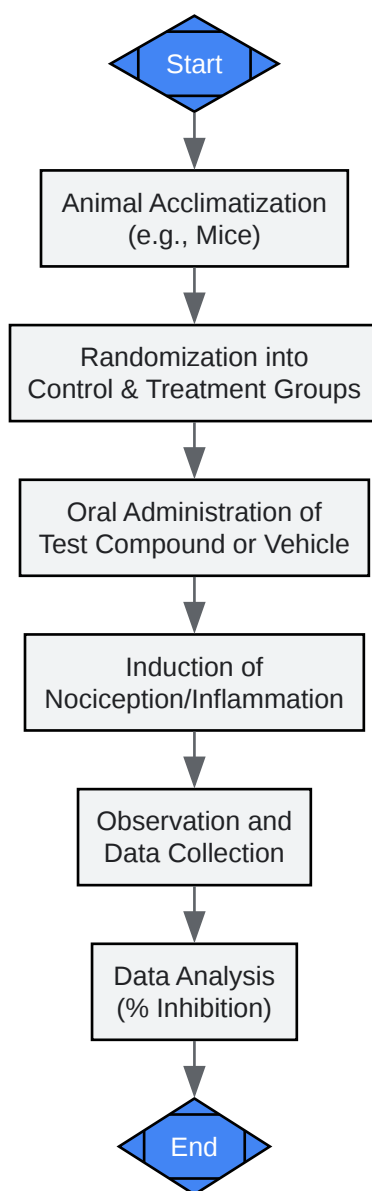 Start
Animal Acclimatization
(e.g., Mice)
Randomization into
Control & Treatment Groups
Oral Administration of
Test Compound or Vehicle
Induction of
Nociception/Inflammation
Observation and
Data Collection
Data Analysis
(% Inhibition)
End